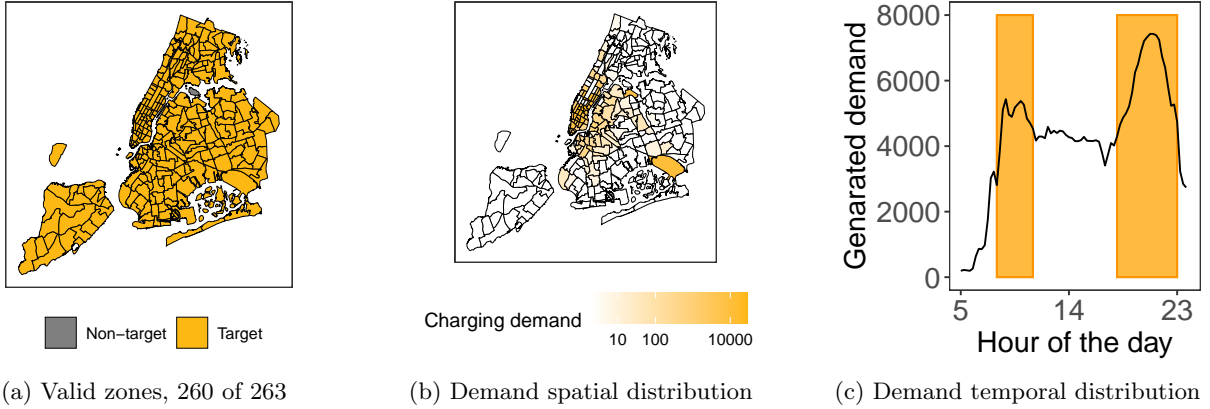 Non−target
Target
(a) Valid zones, 260 of 263
Charging demand
10
100
10000
(b) Demand spatial distribution
Genarated demand
8000
6000
4000
2000
0
5
14
23
Hour of the day
(c) Demand temporal distribution